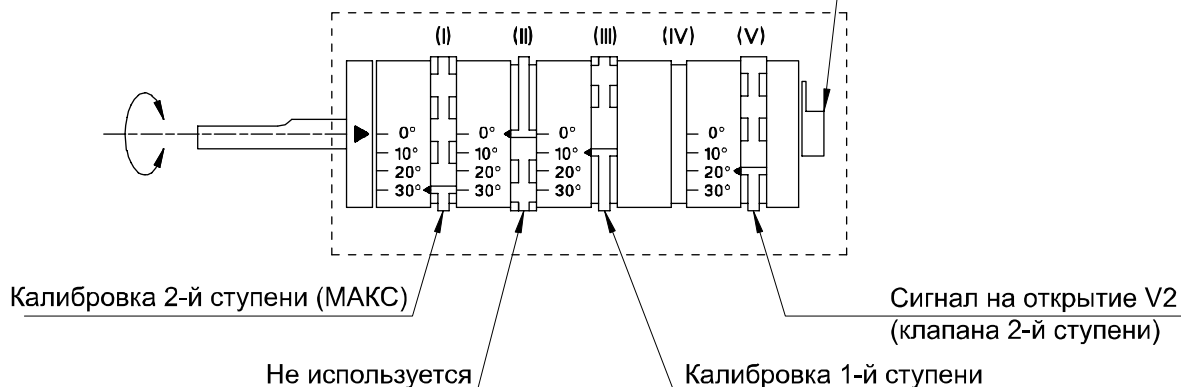 (I) (II) (III) (IV) (V)
0° 0° 0° 0°
10° 10° 10° 10°
20° 20° 20° 20°
30° 30° 30° 30°
Калибровка 2-й ступени (МАКС)
Сигнал на открытие V2
(клапана 2-й ступени)
Не используется
Калибровка 1-й ступени